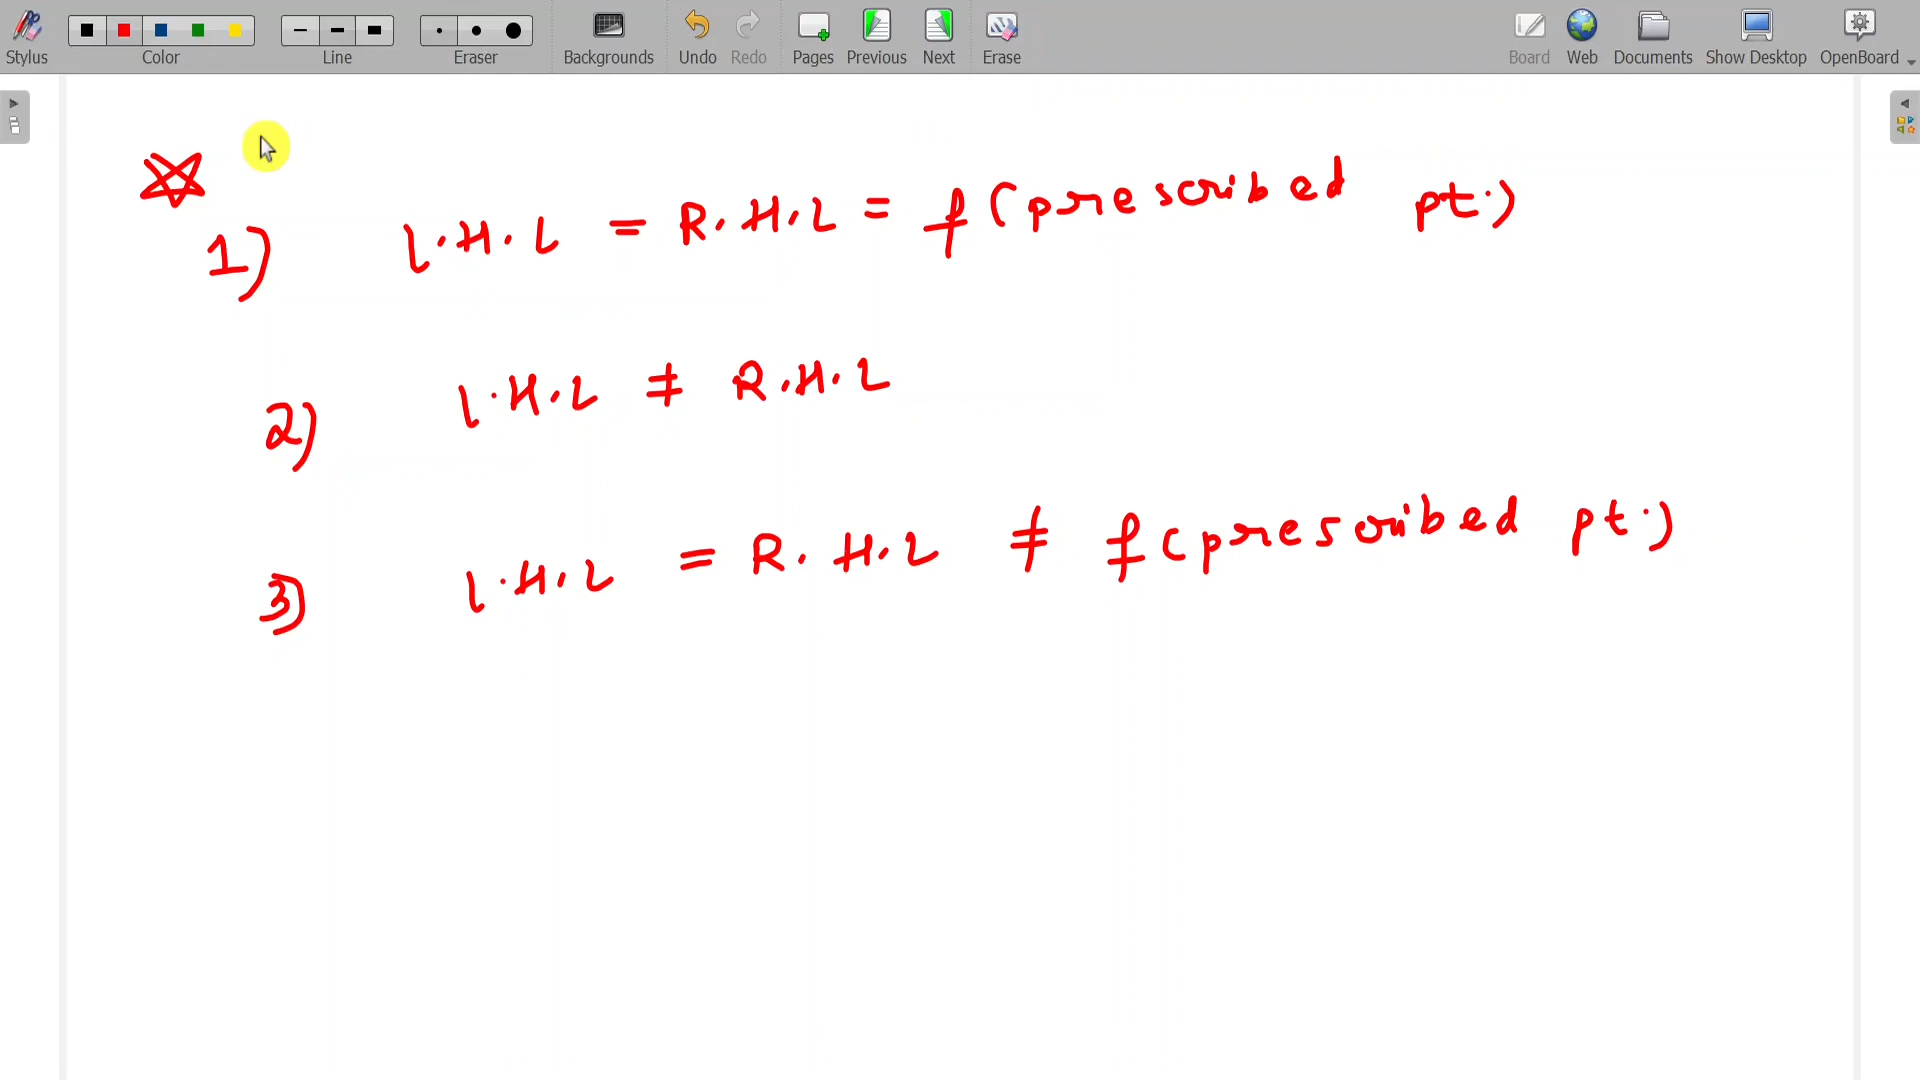 Stylus Color Line Eraser Backgrounds Undo Redo Pages Previous Next Erase Board Web Documents Show Desktop OpenBoard
1) L.H.L = R.H.L = f(prescribed pt.)
2) L.H.L ≠ R.H.L
3) L.H.L = R.H.L ≠ f(prescribed pt.)